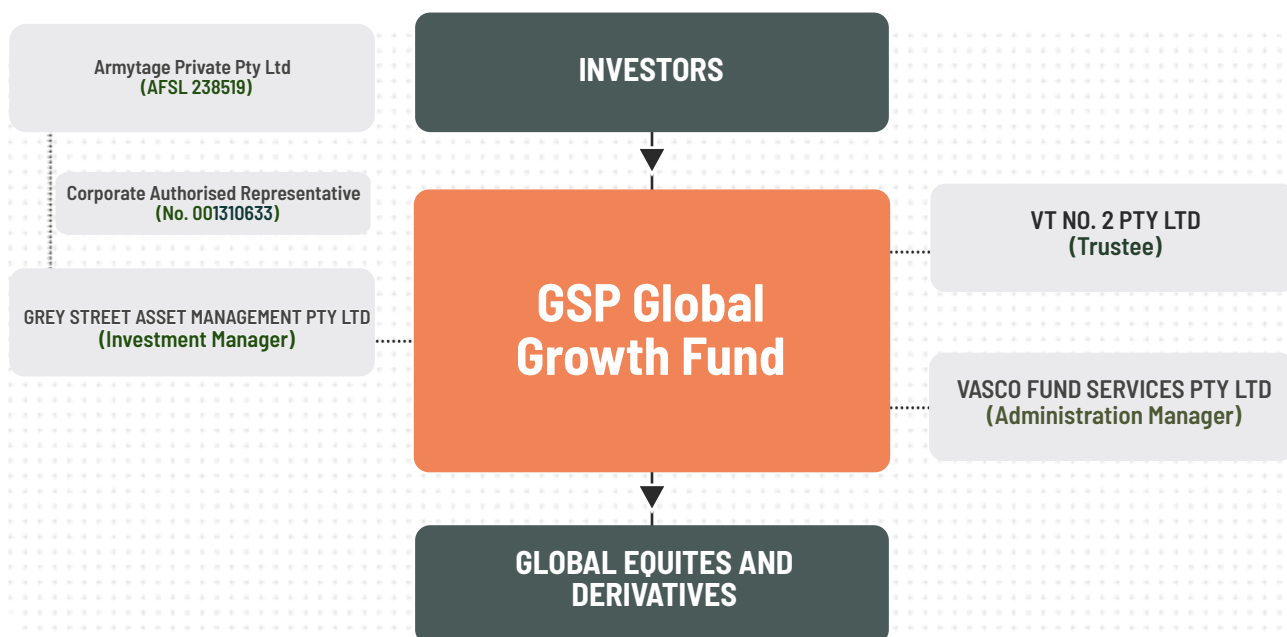 Armytage Private Pty Ltd
(AFSL 238519)
INVESTORS
Corporate Authorised Representative
(No. 001310633)
GREY STREET ASSET MANAGEMENT PTY LTD
(Investment Manager)
GSP Global
Growth Fund
VT NO. 2 PTY LTD
(Trustee)
VASCO FUND SERVICES PTY LTD
(Administration Manager)
GLOBAL EQUITES AND
DERIVATIVES